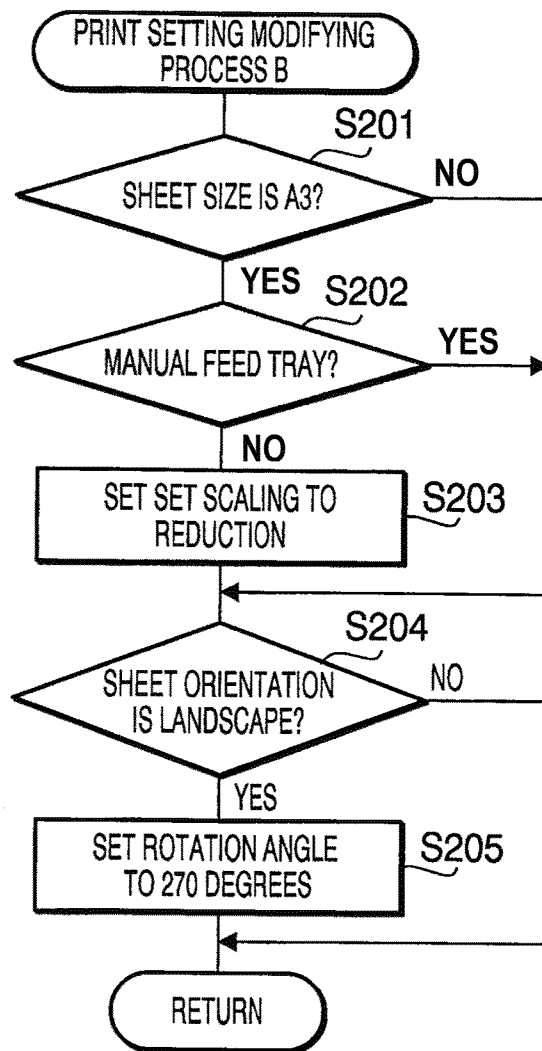 PRINT SETTING MODIFYING
PROCESS B
S201
SHEET SIZE IS A3?
NO
YES
S202
MANUAL FEED TRAY?
YES
NO
SET SET SCALING TO
REDUCTION
S203
S204
SHEET ORIENTATION
IS LANDSCAPE?
NO
YES
SET ROTATION ANGLE
TO 270 DEGREES
S205
RETURN